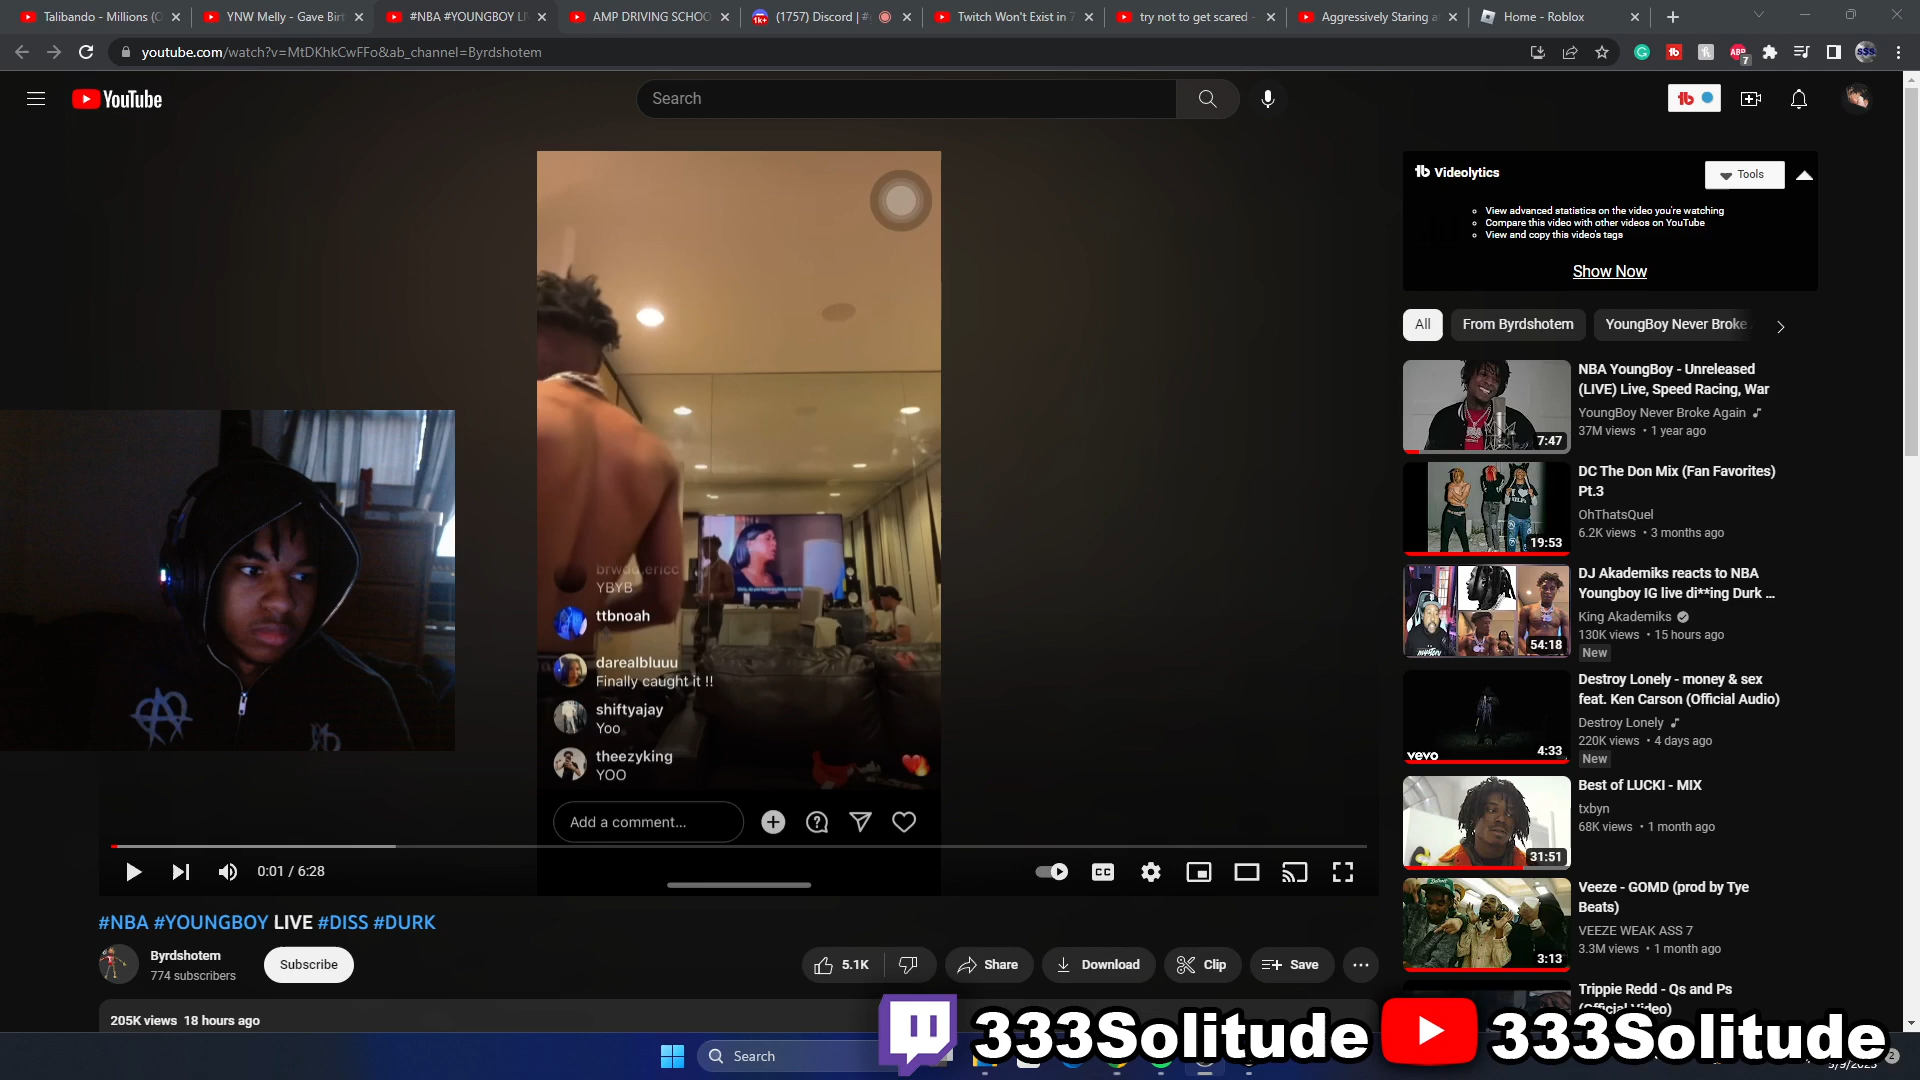 Talibando - Millions (O
YNW Melly - Gave Birt
#NBA #YOUNGBOY LI
AMP DRIVING SCHOO
(1757) Discord | #
Twitch Won't Exist in 7
try not to get scared -
Aggressively Staring a
Home - Roblox
youtube.com/watch?v=MtDKhkCwFFo&ab_channel=Byrdshotem
YouTube
Search
Videolytics
Tools
View advanced statistics on the video you're watching
Compare this video with other videos on YouTube
View and copy this video's tags
Show Now
All
From Byrdshotem
YoungBoy Never Broke
NBA YoungBoy - Unreleased
(LIVE) Live, Speed Racing, War
YoungBoy Never Broke Again
37M views • 1 year ago
7:47
DC The Don Mix (Fan Favorites)
Pt.3
OhThatsQuel
6.2K views • 3 months ago
19:53
DJ Akademiks reacts to NBA
Youngboy IG live di**ing Durk ...
King Akademiks
130K views • 15 hours ago
New
54:18
Destroy Lonely - money & sex
feat. Ken Carson (Official Audio)
Destroy Lonely
220K views • 4 days ago
New
vevo
4:33
Best of LUCKI - MIX
txbyn
68K views • 1 month ago
31:51
Veeze - GOMD (prod by Tye
Beats)
VEEZE WEAK ASS 7
3.3M views • 1 month ago
3:13
Trippie Redd - Qs and Ps
brwdd.ericc
YBYB
ttbnoah
darealbluuu
Finally caught it !!
shiftyajay
Yoo
theezyking
YOO
Add a comment...
0:01 / 6:28
CC
#NBA #YOUNGBOY LIVE #DISS #DURK
Byrdshotem
774 subscribers
Subscribe
5.1K
Share
Download
Clip
Save
205K views 18 hours ago
Search
333Solitude
333Solitude